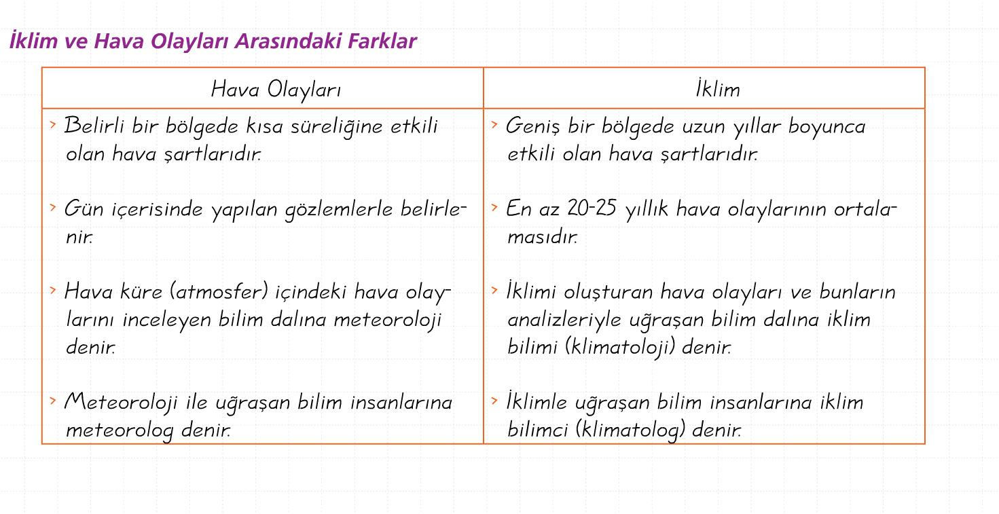 İklim ve Hava Olayları Arasındaki Farklar
Hava Olayları
› Belirli bir bölgede kısa süreliğine etkili
olan hava şartlarıdır.
› Gün içerisinde yapılan gözlemlerle belirle-
nir.
› Hava küre (atmosfer) içindeki hava olay-
larını inceleyen bilim dalına meteoroloji
denir.
› Meteoroloji ile uğraşan bilim insanlarına
meteorolog denir.
İklim
› Geniş bir bölgede uzun yıllar boyunca
etkili olan hava şartlarıdır.
› En az 20-25 yıllık hava olaylarının ortala-
masıdır.
› İklimi oluşturan hava olayları ve bunların
analizleriyle uğraşan bilim dalına iklim
bilimi (klimatoloji) denir.
› İklimle uğraşan bilim insanlarına iklim
bilimci (klimatolog) denir.